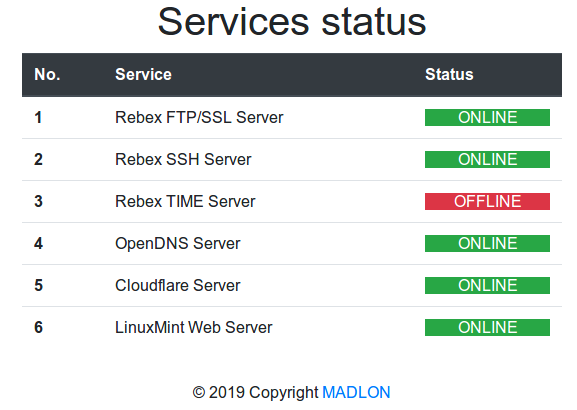 Services status
No. Service Status
1 Rebex FTP/SSL Server ONLINE
2 Rebex SSH Server ONLINE
3 Rebex TIME Server OFFLINE
4 OpenDNS Server ONLINE
5 Cloudflare Server ONLINE
6 LinuxMint Web Server ONLINE
© 2019 Copyright MADLON